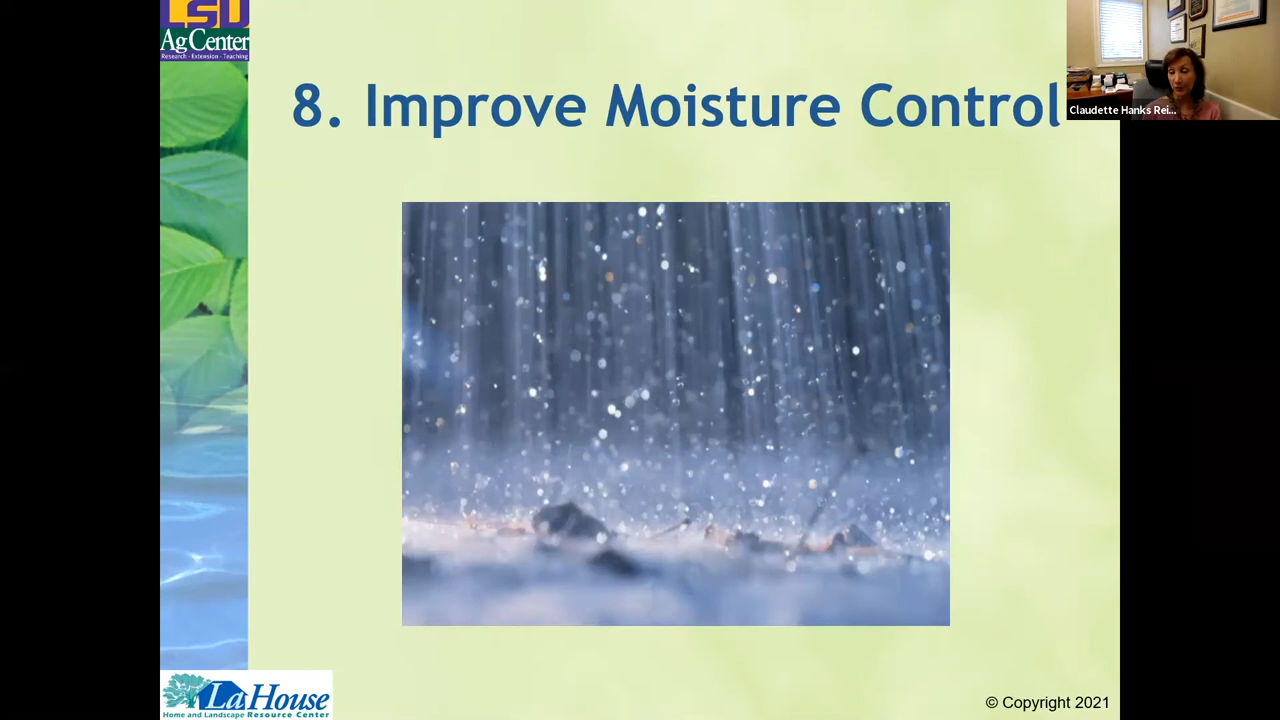 LSU
AgCenter
Research · Extension · Teaching
8. Improve Moisture Control
Claudette Hanks Rei...
LaHouse
Home and Landscape Resource Center
© Copyright 2021